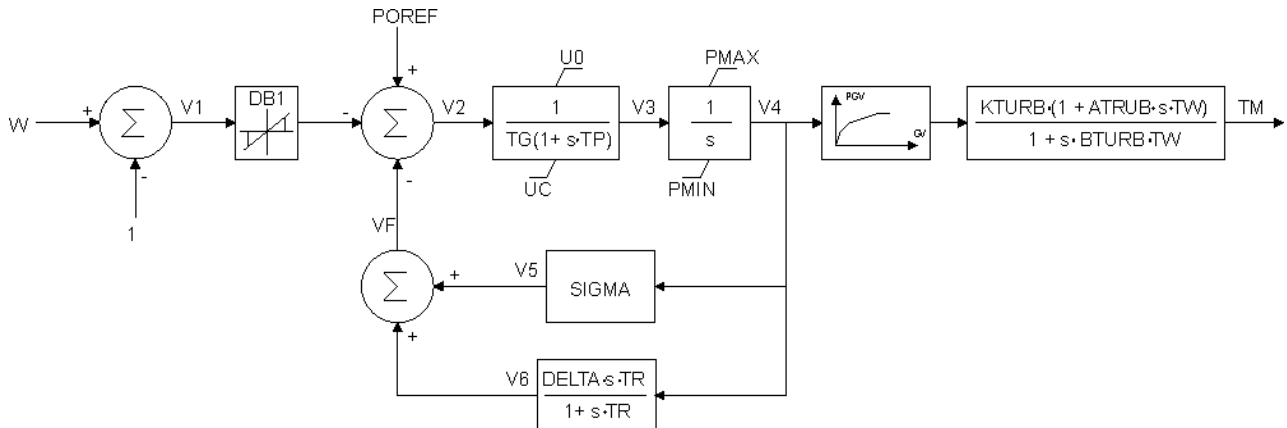 POREF
+
U0
PMAX
W
+
Σ
V1
DB1
-
Σ
V2
1
TG(1+ s·TP)
V3
1
s
V4
PGV
GV
KTURB·(1 + ATRUB·s·TW)
1 + s·BTURB·TW
TM
-
1
-
UC
PMIN
VF
Σ
+
V5
SIGMA
+
V6
DELTA·s·TR
1+ s·TR